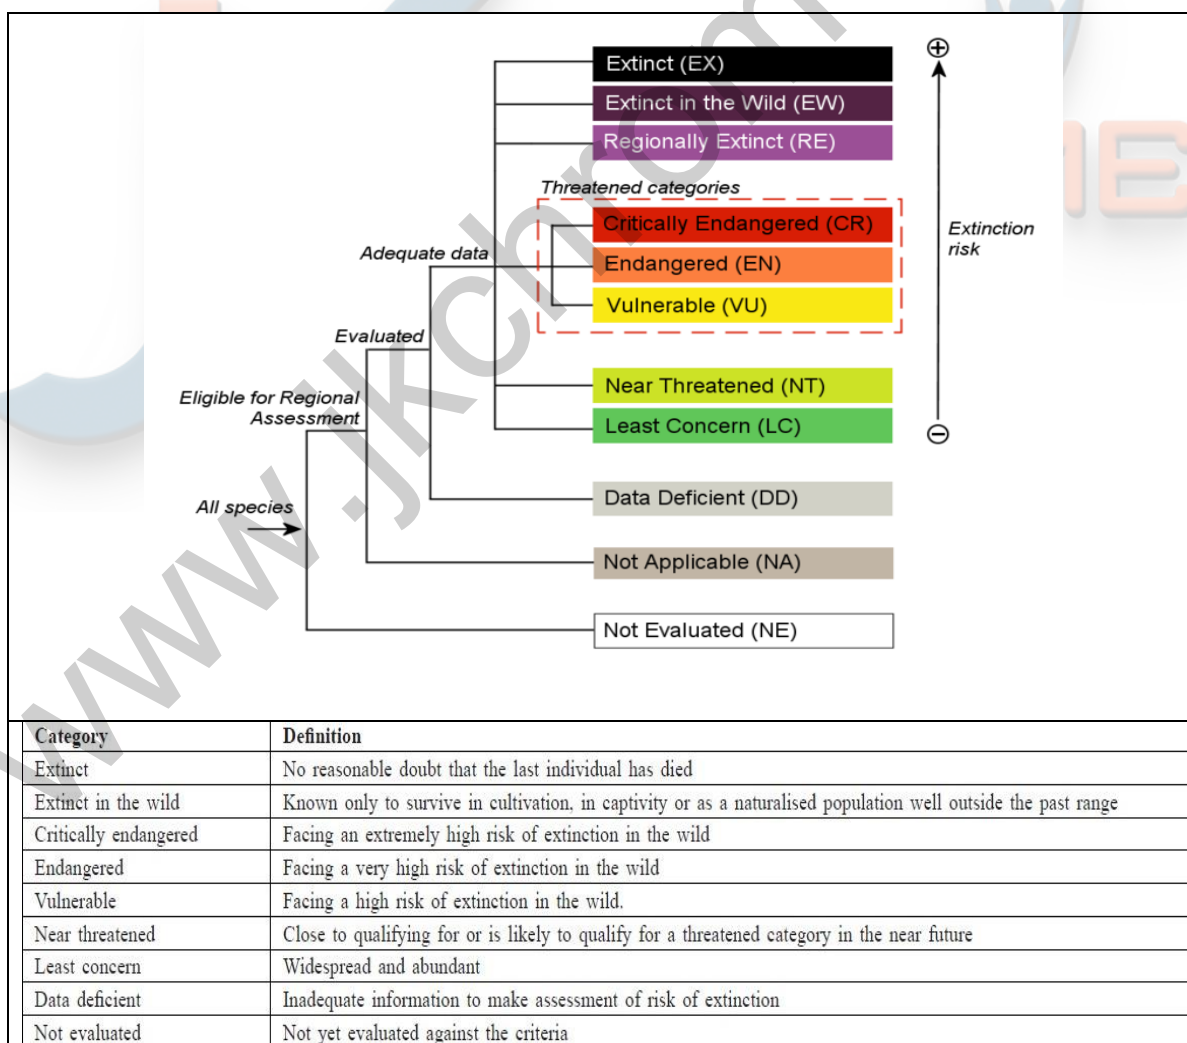 Extinct (EX)
Extinct in the Wild (EW)
Regionally Extinct (RE)
Threatened categories
Critically Endangered (CR)
Extinction
risk
Adequate data
Endangered (EN)
Vulnerable (VU)
Evaluated
Near Threatened (NT)
Eligible for Regional
Assessment
Least Concern (LC)
Data Deficient (DD)
All species
Not Applicable (NA)
Not Evaluated (NE)
Category Definition
Extinct No reasonable doubt that the last individual has died
Extinct in the wild Known only to survive in cultivation, in captivity or as a naturalised population well outside the past range
Critically endangered Facing an extremely high risk of extinction in the wild
Endangered Facing a very high risk of extinction in the wild
Vulnerable Facing a high risk of extinction in the wild.
Near threatened Close to qualifying for or is likely to qualify for a threatened category in the near future
Least concern Widespread and abundant
Data deficient Inadequate information to make assessment of risk of extinction
Not evaluated Not yet evaluated against the criteria
www.jkchrom